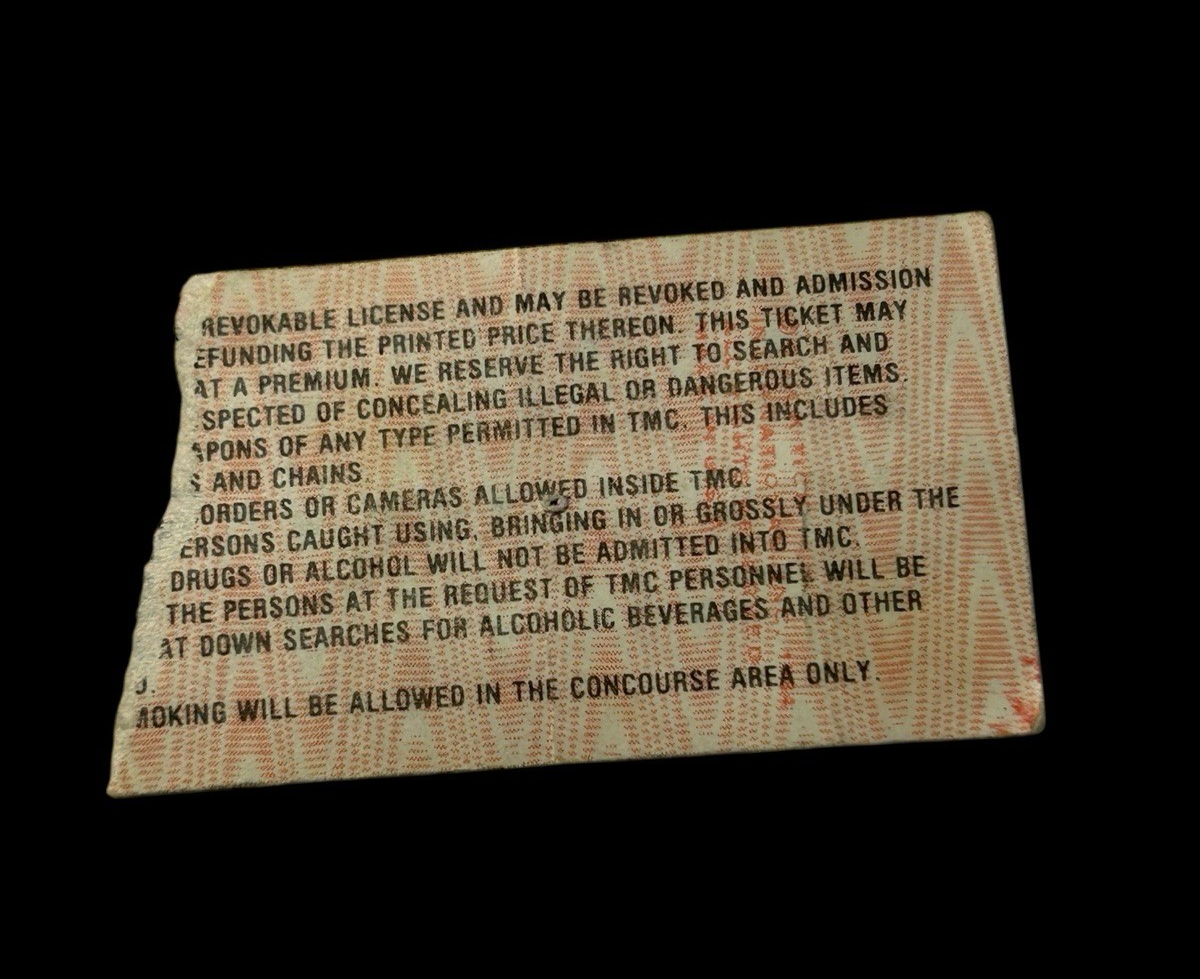 REVOKABLE LICENSE AND MAY BE REVOKED AND ADMISSION
EFUNDING THE PRINTED PRICE THEREON. THIS TICKET MAY
AT A PREMIUM. WE RESERVE THE RIGHT TO SEARCH AND
SPECTED OF CONCEALING ILLEGAL OR DANGEROUS ITEMS.
APONS OF ANY TYPE PERMITTED IN TMC. THIS INCLUDES
S AND CHAINS.
ORDERS OR CAMERAS ALLOWED INSIDE TMC.
ERSONS CAUGHT USING, BRINGING IN OR GROSSLY UNDER THE
DRUGS OR ALCOHOL WILL NOT BE ADMITTED INTO TMC.
THE PERSONS AT THE REQUEST OF TMC PERSONNEL WILL BE
AT DOWN SEARCHES FOR ALCOHOLIC BEVERAGES AND OTHER
MOKING WILL BE ALLOWED IN THE CONCOURSE AREA ONLY.